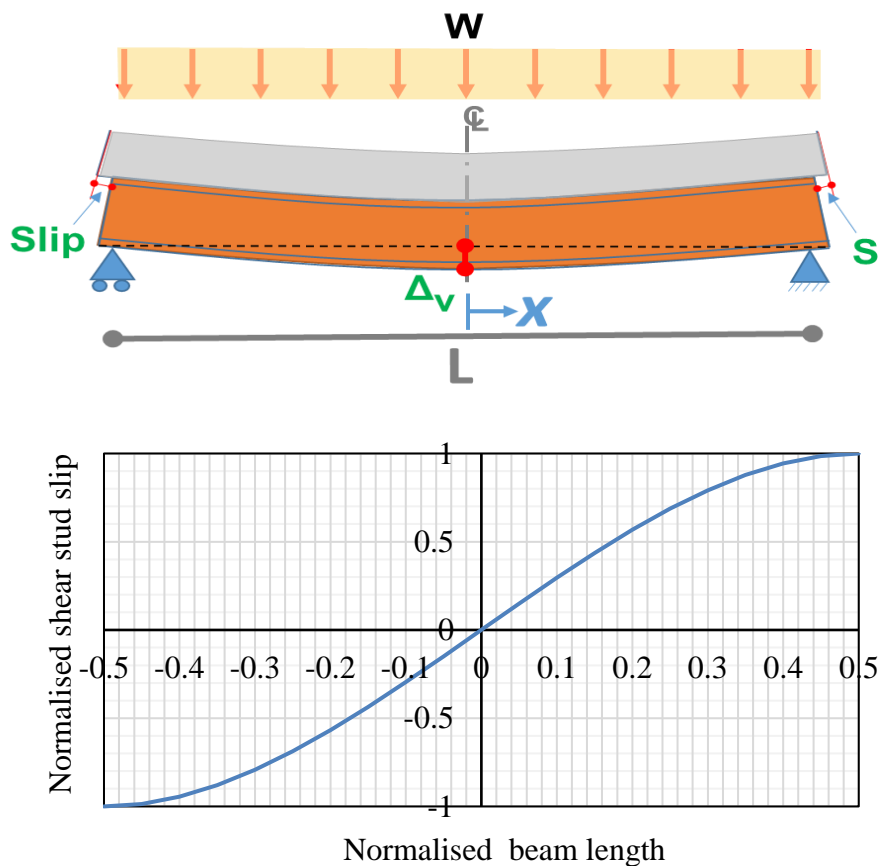 W
℄
Slip
S
Δv
x
L
Normalised shear stud slip
1
0.5
0
-0.5 -0.4 -0.3 -0.2 -0.1 0 0.1 0.2 0.3 0.4 0.5
-0.5
-1
Normalised beam length